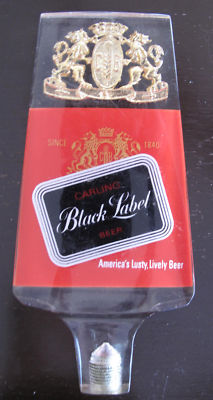 SINCE 1840
CARLING
Black Label
BEER
America's Lusty, Lively Beer